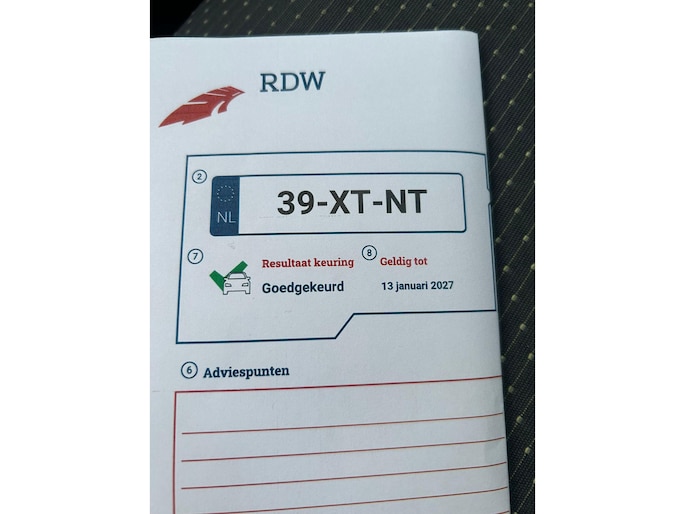 RDW
2
NL 39-XT-NT
7 Resultaat keuring 8 Geldig tot
Goedgekeurd 13 januari 2027
6 Adviespunten